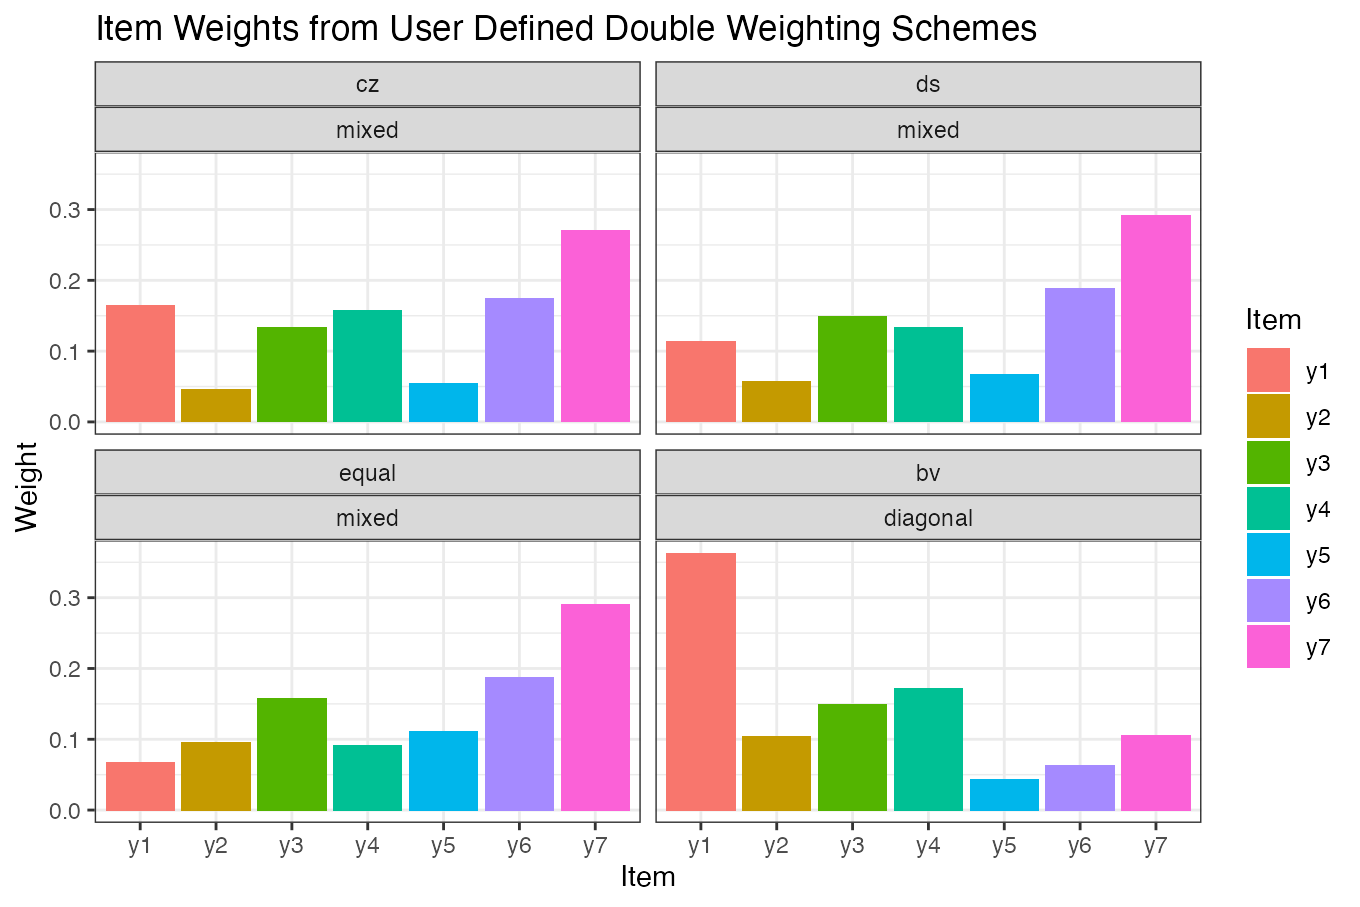 Item Weights from User Defined Double Weighting Schemes
cz
ds
mixed
mixed
0.3
0.2
0.1
0.0
equal
bv
mixed
diagonal
0.3
0.2
0.1
0.0
y1 y2 y3 y4 y5 y6 y7
y1 y2 y3 y4 y5 y6 y7
Item
Weight
Item
y1
y2
y3
y4
y5
y6
y7